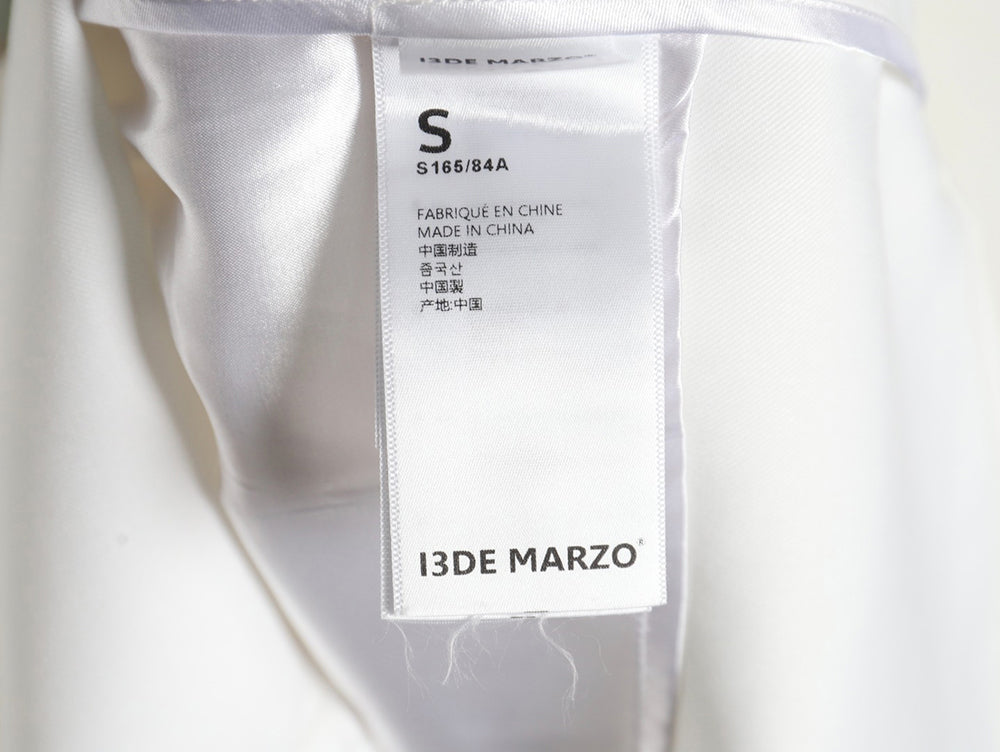 I3DE MARZO®
S
S165/84A
FABRIQUÉ EN CHINE
MADE IN CHINA
中国制造
중국산
中国製
产地:中国
I3DE MARZO®